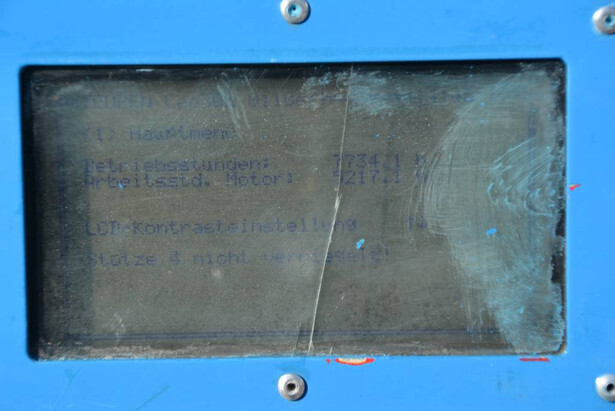 (1) Hauptmenü
Betriebsstunden: 7734.1 h
Arbeitsstd. Motor: 5217.1 h
LCD-Kontrasteinstellung
Stütze 4 nicht verriegelt!